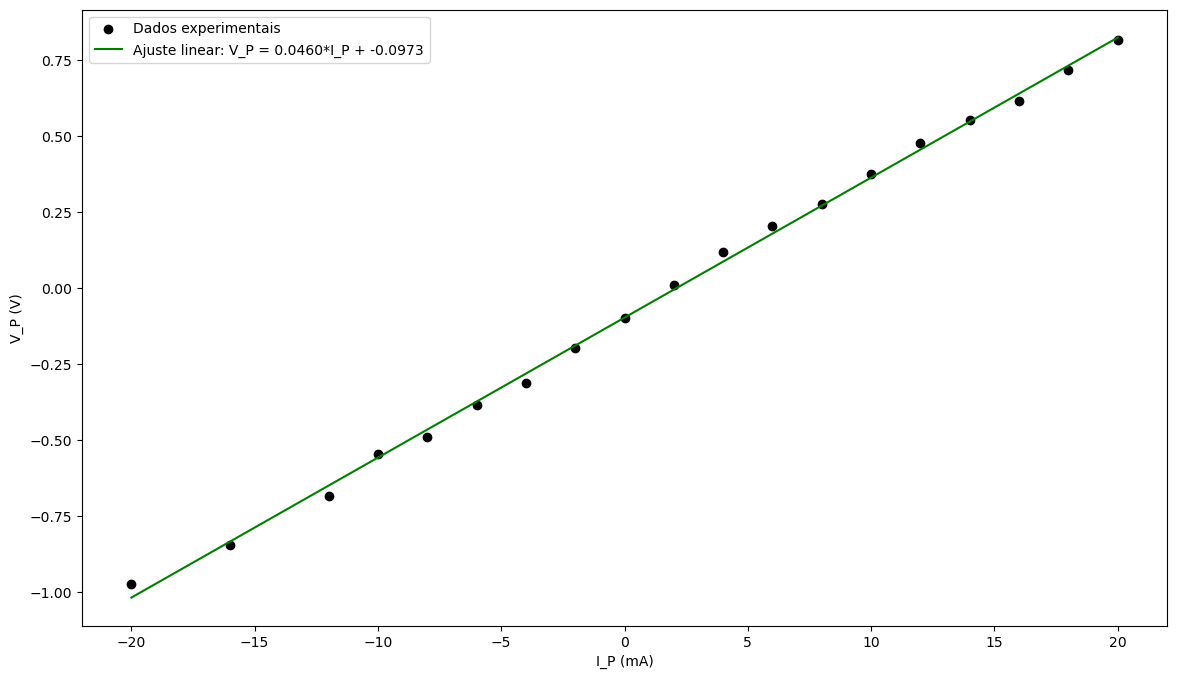 Dados experimentais
Ajuste linear: V_P = 0.0460*I_P + -0.0973
V_P (V)
0.75
0.50
0.25
0.00
−0.25
−0.50
−0.75
−1.00
−20 −15 −10 −5 0 5 10 15 20
I_P (mA)